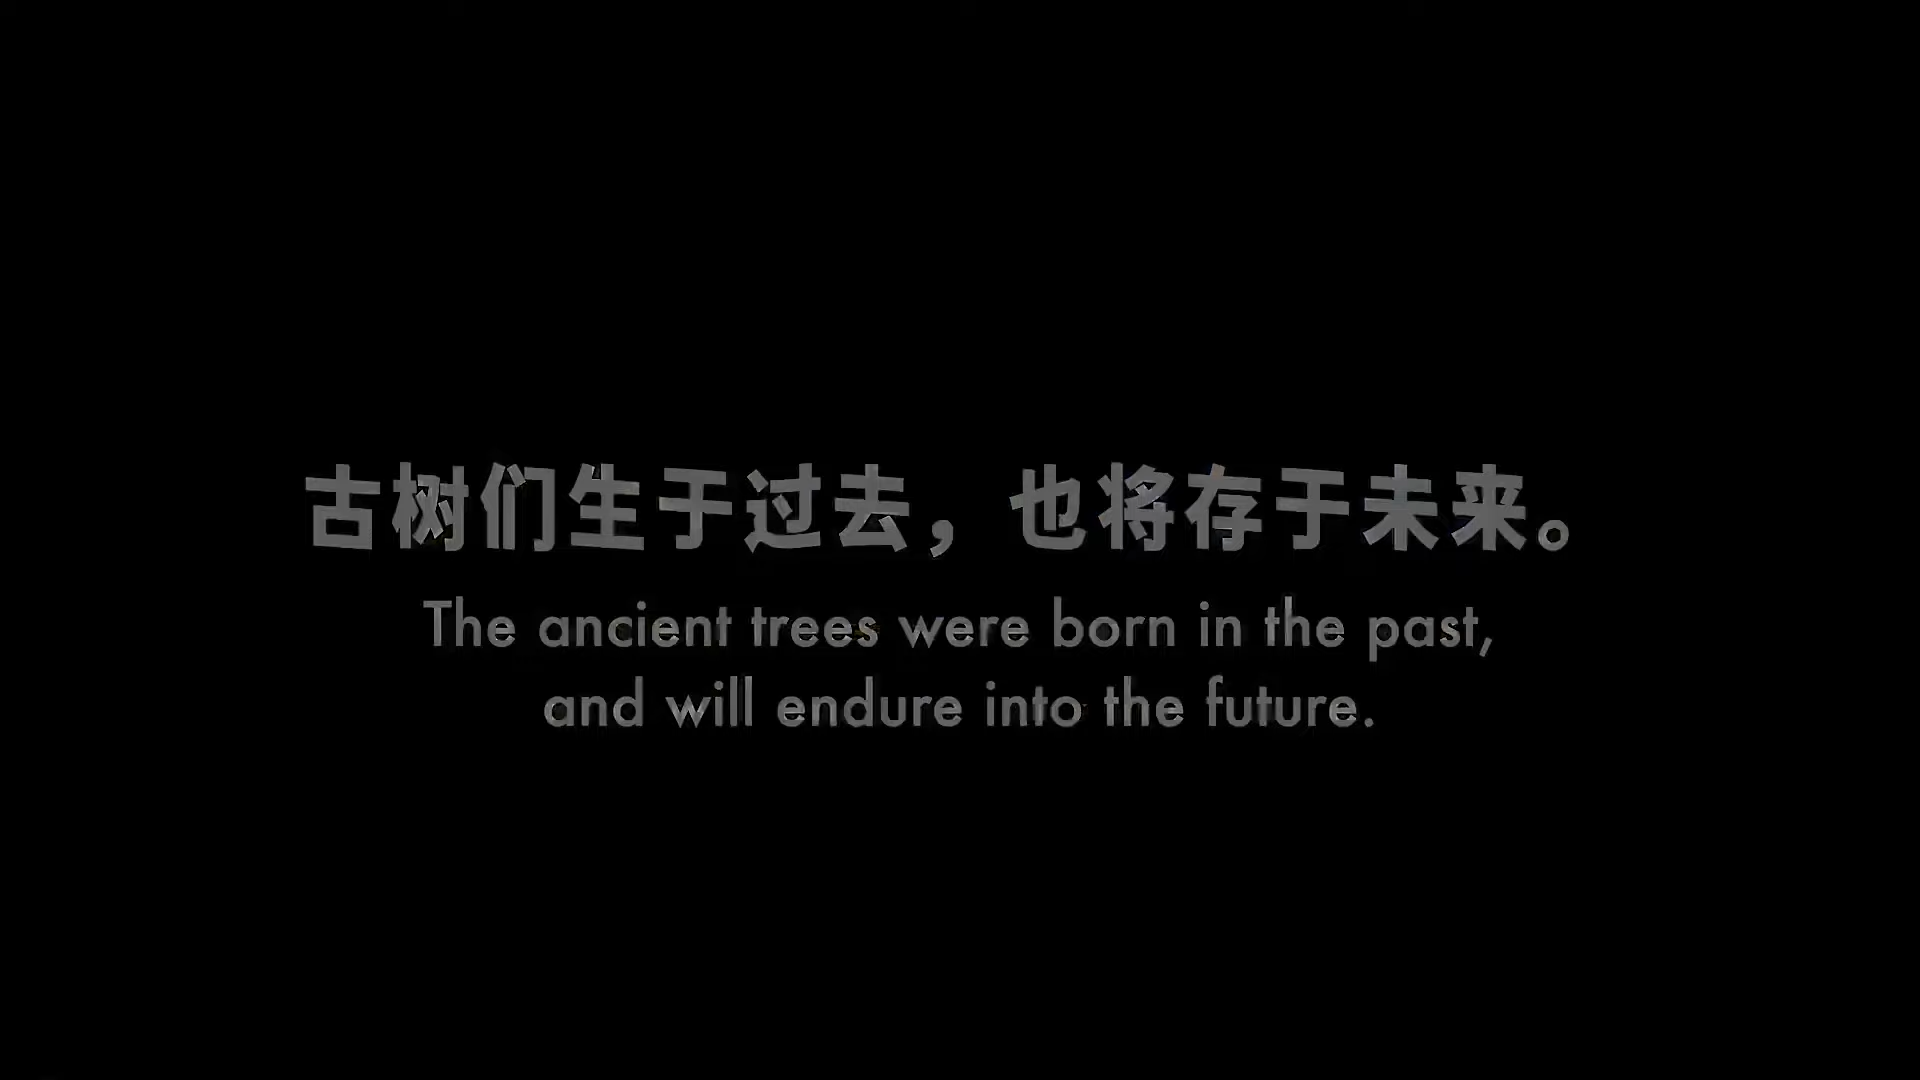 古树们生于过去，也将存于未来。
The ancient trees were born in the past,
and will endure into the future.